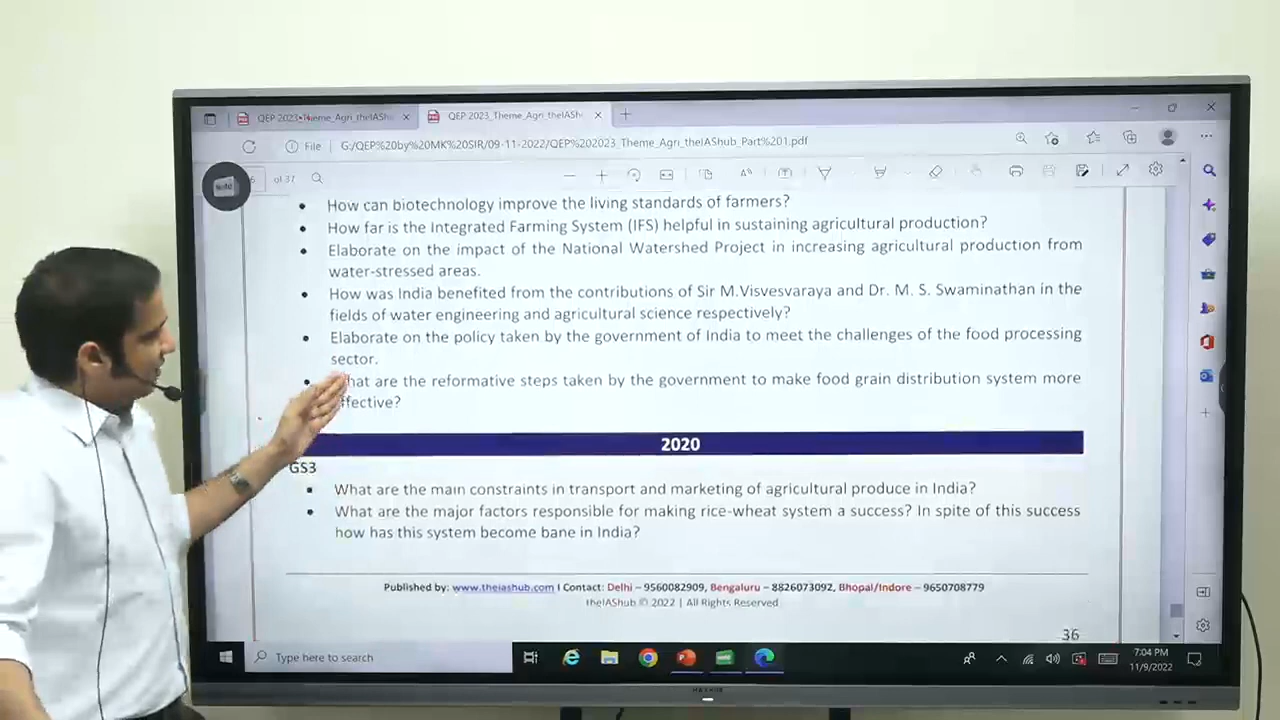 QEP 2023_Theme_Agri_theIASh
QEP 2023_Theme_Agri_theIASh
File
G:/QEP%20by%20MK%20SIR/09-11-2022/QEP%202023_Theme_Agri_theIAShub_Part%201.pdf
of 37
How can biotechnology improve the living standards of farmers?
How far is the Integrated Farming System (IFS) helpful in sustaining agricultural production?
Elaborate on the impact of the National Watershed Project in increasing agricultural production from
water-stressed areas.
How was India benefited from the contributions of Sir M.Visvesvaraya and Dr. M. S. Swaminathan in the
fields of water engineering and agricultural science respectively?
Elaborate on the policy taken by the government of India to meet the challenges of the food processing
sector.
hat are the reformative steps taken by the government to make food grain distribution system more
ffective?
2020
GS3
What are the main constraints in transport and marketing of agricultural produce in India?
What are the major factors responsible for making rice-wheat system a success? In spite of this success
how has this system become bane in India?
Published by: www.theiashub.com I Contact: Delhi – 9560082909, Bengaluru – 8826073092, Bhopal/Indore – 9650708779
theIAShub © 2022 | All Rights Reserved
36
Type here to search
7:04 PM
11/9/2022